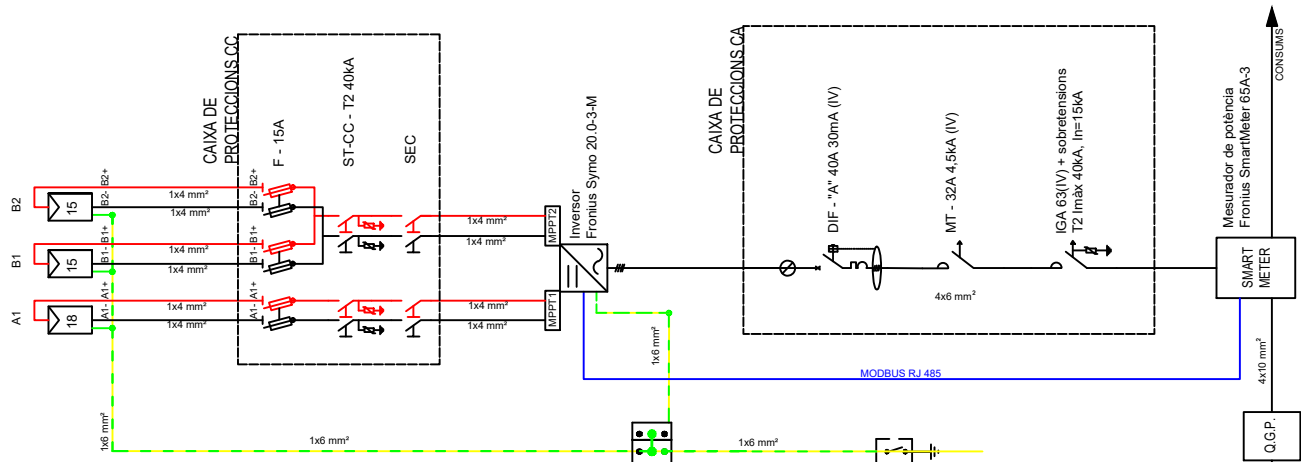 CAIXA DE
PROTECCIONS CC
F - 15A
ST-CC - T2 40kA
SEC
B2
15
B2- B2+
1x4 mm²
1x4 mm²
B2- B2+
B1
15
B1- B1+
1x4 mm²
1x4 mm²
B1- B1+
A1
18
A1- A1+
1x4 mm²
1x4 mm²
A1- A1+
1x4 mm²
1x4 mm²
1x4 mm²
1x4 mm²
MPPT2
MPPT1
Inversor
Fronius Symo 20.0-3-M
CAIXA DE
PROTECCIONS CA
DIF - "A" 40A 30mA (IV)
MT - 32A 4,5kA (IV)
IGA 63(IV) + sobretensions
T2 Imàx 40kA, In=15kA
4x6 mm²
Mesurador de potència
Fronius SmartMeter 65A-3
CONSUMS
SMART
METER
MODBUS RJ 485
4x10 mm²
Q.G.P.
1x6 mm²
1x6 mm²
1x6 mm²
1x6 mm²